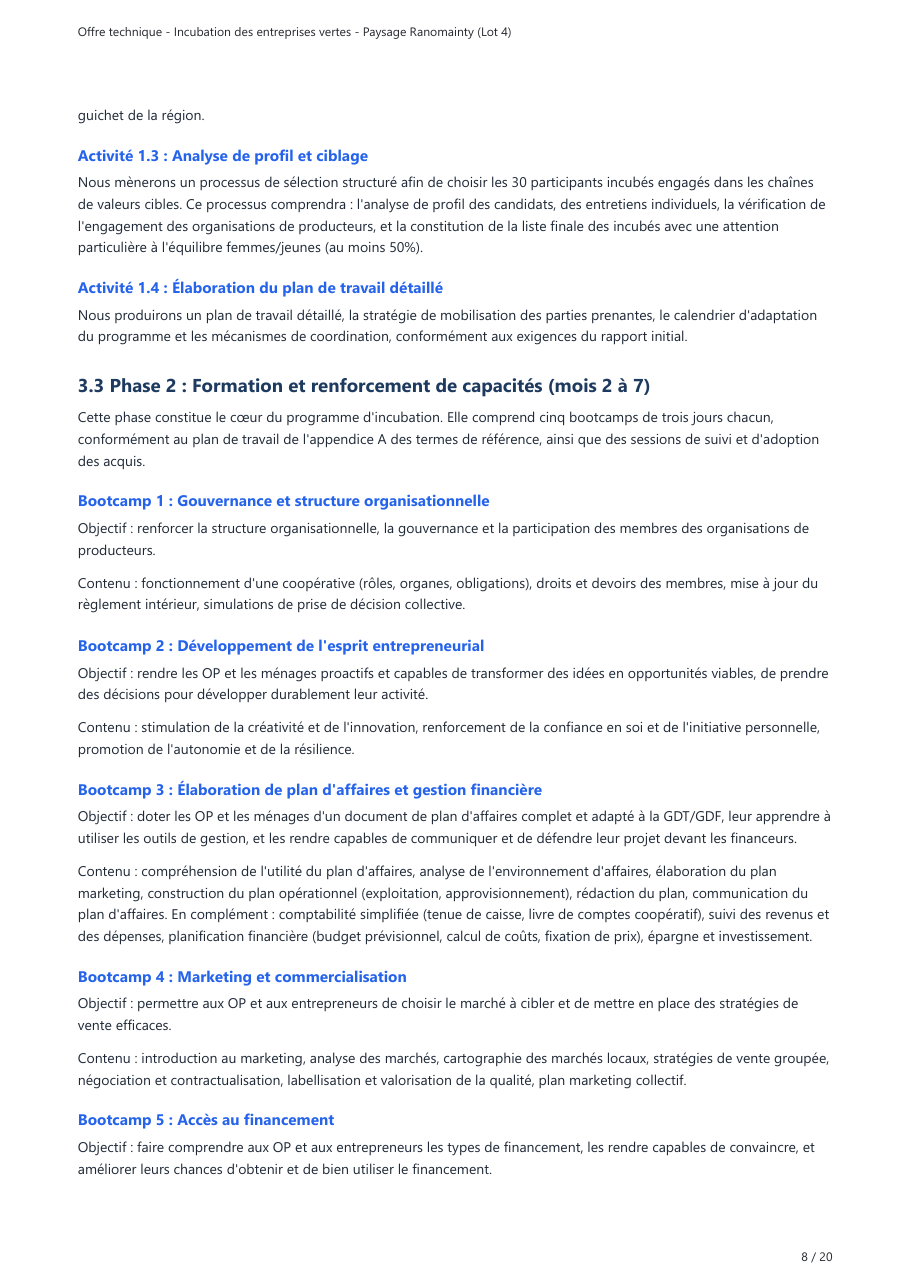 Offre technique - Incubation des entreprises vertes - Paysage Ranomainty (Lot 4)
guichet de la région.
Activité 1.3 : Analyse de profil et ciblage
Nous mènerons un processus de sélection structuré afin de choisir les 30 participants incubés engagés dans les chaînes
de valeurs cibles. Ce processus comprendra : l'analyse de profil des candidats, des entretiens individuels, la vérification de
l'engagement des organisations de producteurs, et la constitution de la liste finale des incubés avec une attention
particulière à l'équilibre femmes/jeunes (au moins 50%).
Activité 1.4 : Élaboration du plan de travail détaillé
Nous produirons un plan de travail détaillé, la stratégie de mobilisation des parties prenantes, le calendrier d'adaptation
du programme et les mécanismes de coordination, conformément aux exigences du rapport initial.
3.3 Phase 2 : Formation et renforcement de capacités (mois 2 à 7)
Cette phase constitue le cœur du programme d'incubation. Elle comprend cinq bootcamps de trois jours chacun,
conformément au plan de travail de l'appendice A des termes de référence, ainsi que des sessions de suivi et d'adoption
des acquis.
Bootcamp 1 : Gouvernance et structure organisationnelle
Objectif : renforcer la structure organisationnelle, la gouvernance et la participation des membres des organisations de
producteurs.
Contenu : fonctionnement d'une coopérative (rôles, organes, obligations), droits et devoirs des membres, mise à jour du
règlement intérieur, simulations de prise de décision collective.
Bootcamp 2 : Développement de l'esprit entrepreneurial
Objectif : rendre les OP et les ménages proactifs et capables de transformer des idées en opportunités viables, de prendre
des décisions pour développer durablement leur activité.
Contenu : stimulation de la créativité et de l'innovation, renforcement de la confiance en soi et de l'initiative personnelle,
promotion de l'autonomie et de la résilience.
Bootcamp 3 : Élaboration de plan d'affaires et gestion financière
Objectif : doter les OP et les ménages d'un document de plan d'affaires complet et adapté à la GDT/GDF, leur apprendre à
utiliser les outils de gestion, et les rendre capables de communiquer et de défendre leur projet devant les financeurs.
Contenu : compréhension de l'utilité du plan d'affaires, analyse de l'environnement d'affaires, élaboration du plan
marketing, construction du plan opérationnel (exploitation, approvisionnement), rédaction du plan, communication du
plan d'affaires. En complément : comptabilité simplifiée (tenue de caisse, livre de comptes coopératif), suivi des revenus et
des dépenses, planification financière (budget prévisionnel, calcul de coûts, fixation de prix), épargne et investissement.
Bootcamp 4 : Marketing et commercialisation
Objectif : permettre aux OP et aux entrepreneurs de choisir le marché à cibler et de mettre en place des stratégies de
vente efficaces.
Contenu : introduction au marketing, analyse des marchés, cartographie des marchés locaux, stratégies de vente groupée,
négociation et contractualisation, labellisation et valorisation de la qualité, plan marketing collectif.
Bootcamp 5 : Accès au financement
Objectif : faire comprendre aux OP et aux entrepreneurs les types de financement, les rendre capables de convaincre, et
améliorer leurs chances d'obtenir et de bien utiliser le financement.
8 / 20